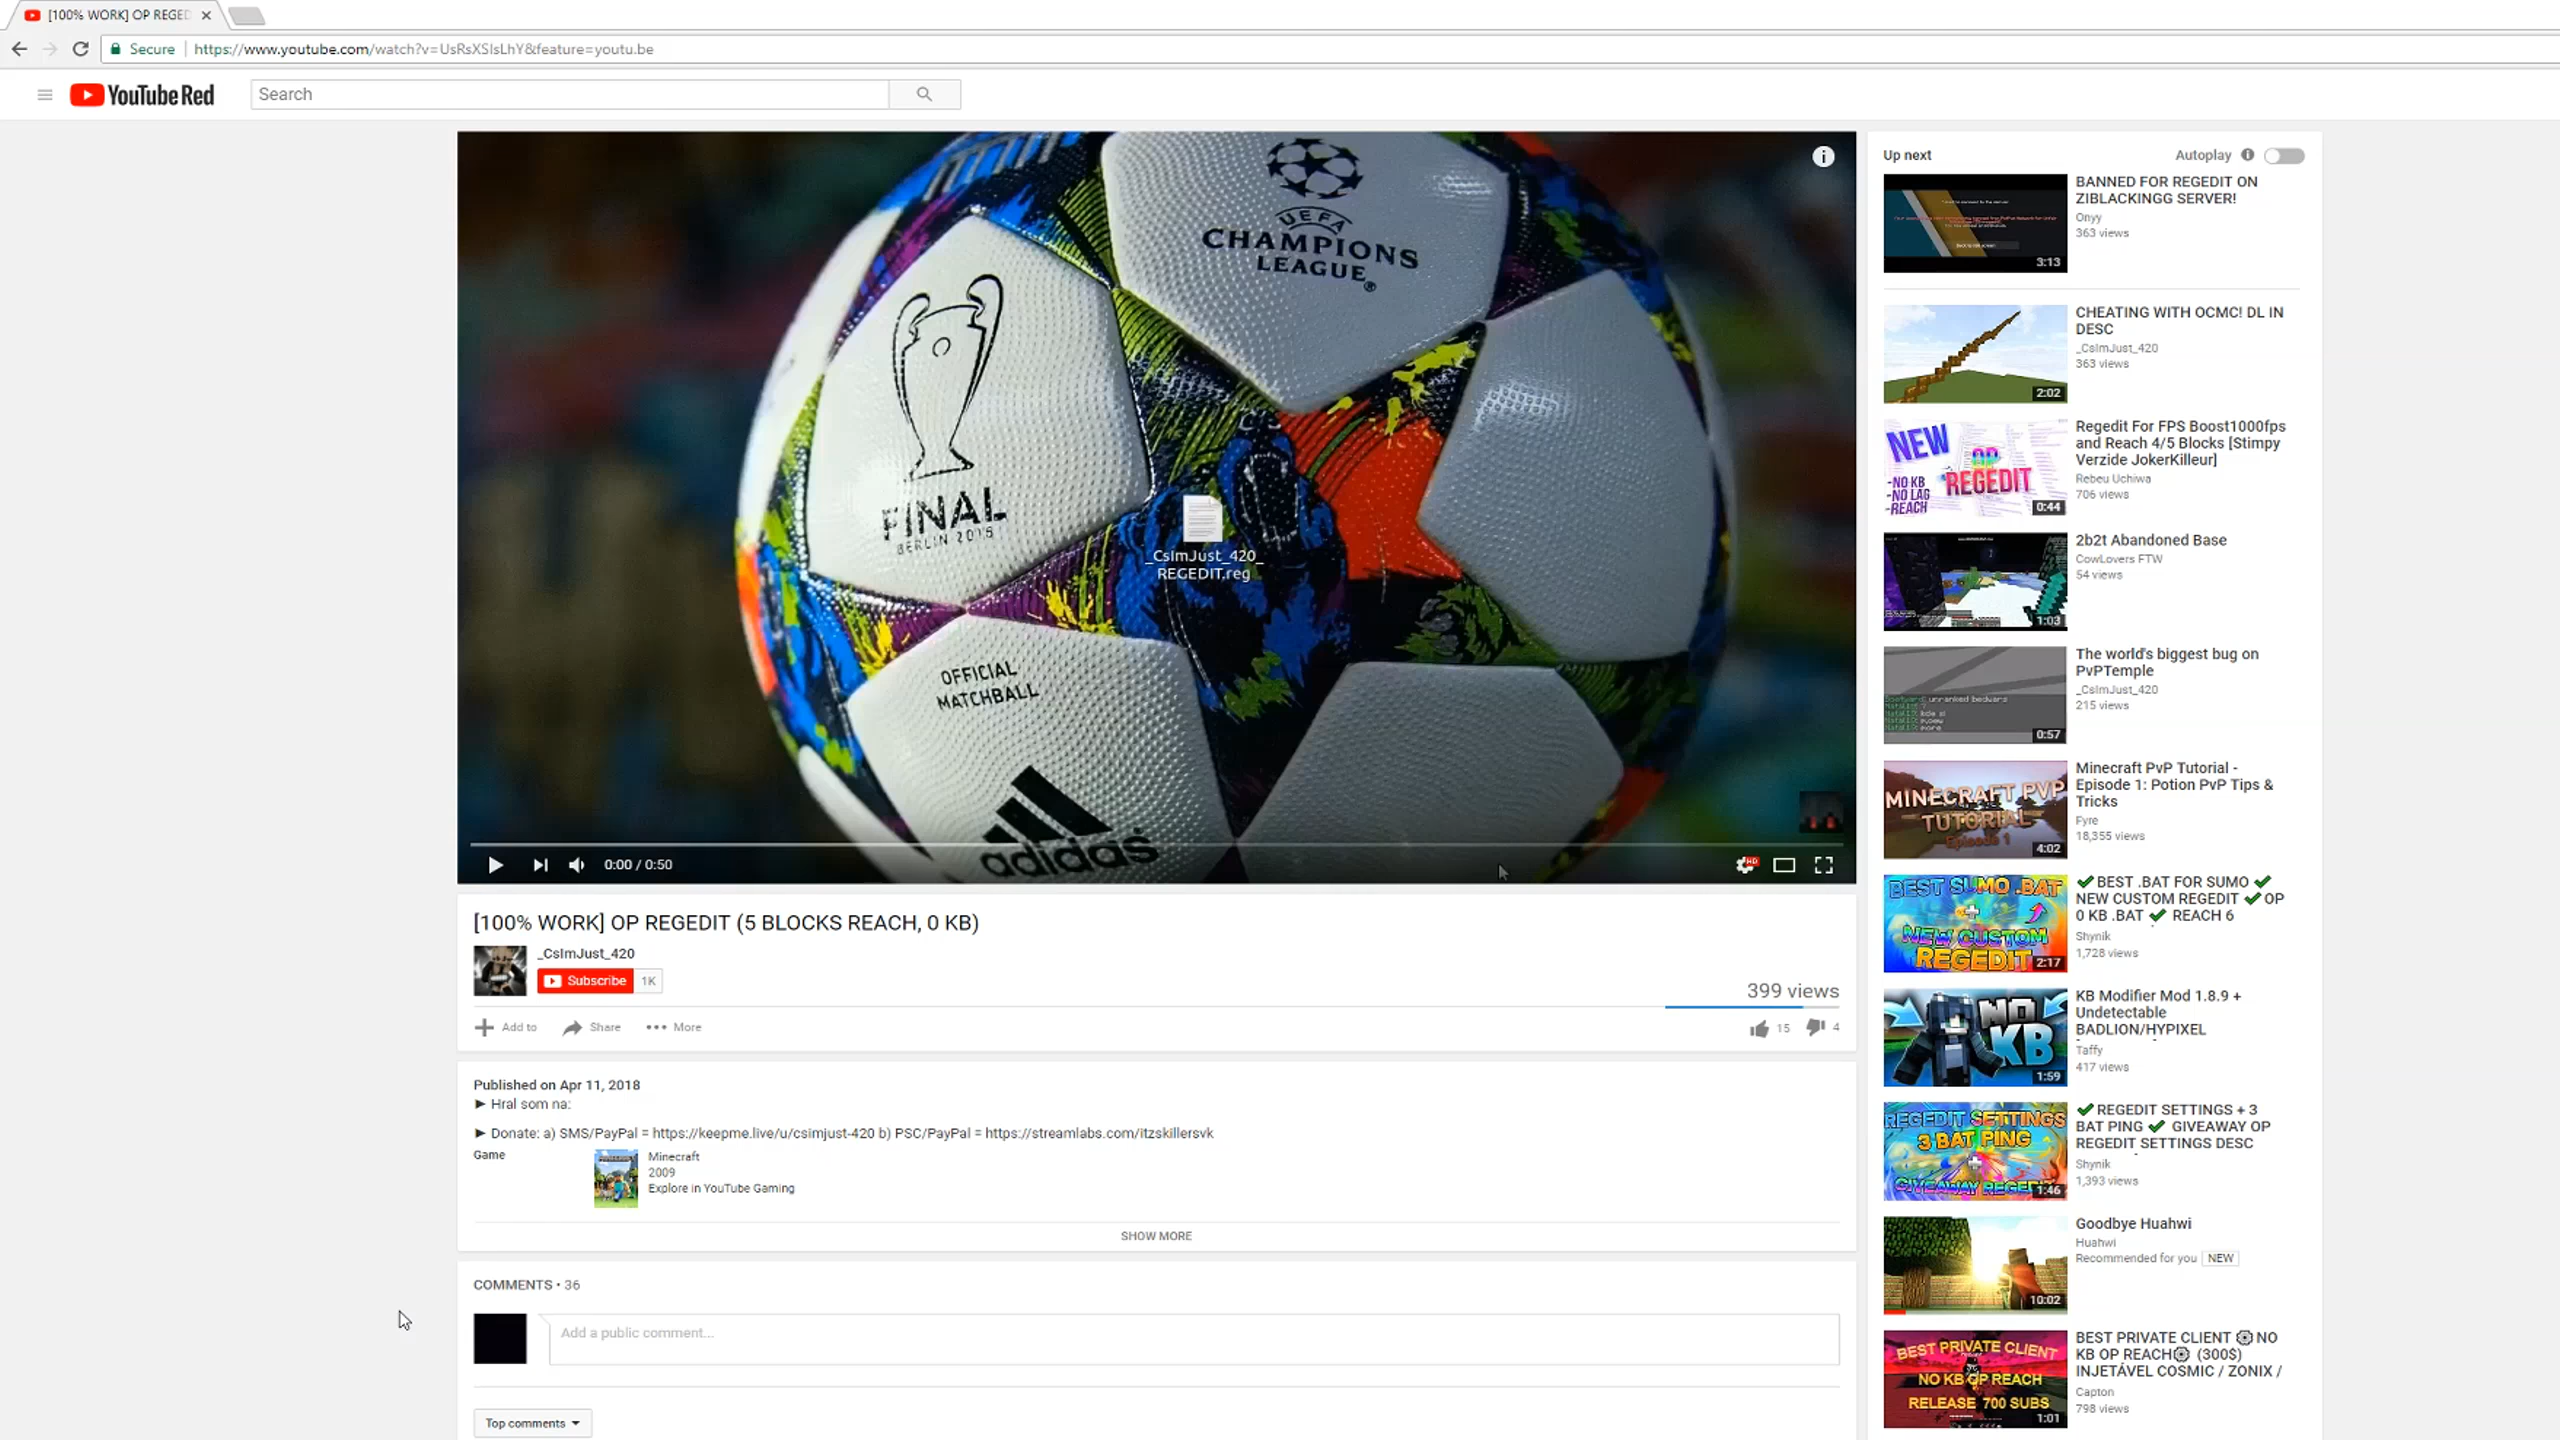 [100% WORK] OP REGED
Secure https://www.youtube.com/watch?v=UsRsXSIsLhY&feature=youtu.be
YouTube Red
Search
UEFA
CHAMPIONS
LEAGUE®
FINAL
BERLIN 2015
_CsImJust_420_
REGEDIT.reg
OFFICIAL
MATCHBALL
adidas
0:00 / 0:50
HD
[100% WORK] OP REGEDIT (5 BLOCKS REACH, 0 KB)
_CsImJust_420
Subscribe 1K
399 views
Add to Share More
15 4
Published on Apr 11, 2018
► Hral som na:
► Donate: a) SMS/PayPal = https://keepme.live/u/csimjust-420 b) PSC/PayPal = https://streamlabs.com/itzskillersvk
Game
Minecraft
2009
Explore in YouTube Gaming
SHOW MORE
COMMENTS • 36
Add a public comment...
Top comments
Up next
Autoplay
3:13
BANNED FOR REGEDIT ON
ZIBLACKINGG SERVER!
Onyy
363 views
2:02
CHEATING WITH OCMC! DL IN
DESC
_CsImJust_420
363 views
NEW
OP
REGEDIT
-NO KB
-NO LAG
-REACH
0:44
Regedit For FPS Boost1000fps
and Reach 4/5 Blocks [Stimpy
Verzide JokerKilleur]
Rebeu Uchiwa
706 views
1:03
2b2t Abandoned Base
CowLovers FTW
54 views
0:57
The world's biggest bug on
PvPTemple
_CsImJust_420
215 views
MINECRAFT PVP
TUTORIAL
Episode 1
4:02
Minecraft PvP Tutorial -
Episode 1: Potion PvP Tips &
Tricks
Fyre
18,355 views
BEST SUMO .BAT
+
NEW CUSTOM
REGEDIT
2:17
✔BEST .BAT FOR SUMO ✔
NEW CUSTOM REGEDIT ✔OP
0 KB .BAT ✔ REACH 6
Shynik
1,728 views
NO
KB
1:59
KB Modifier Mod 1.8.9 +
Undetectable
BADLION/HYPIXEL
Taffy
417 views
REGEDIT SETTINGS
3 BAT PING
+
GIVEAWAY REGE
1:46
✔REGEDIT SETTINGS + 3
BAT PING ✔ GIVEAWAY OP
REGEDIT SETTINGS DESC
Shynik
1,393 views
10:02
Goodbye Huahwi
Huahwi
Recommended for you NEW
BEST PRIVATE CLIENT
NO KB OP REACH
RELEASE 700 SUBS
1:01
BEST PRIVATE CLIENT NO
KB OP REACH (300$)
INJETÁVEL COSMIC / ZONIX /
Capton
798 views